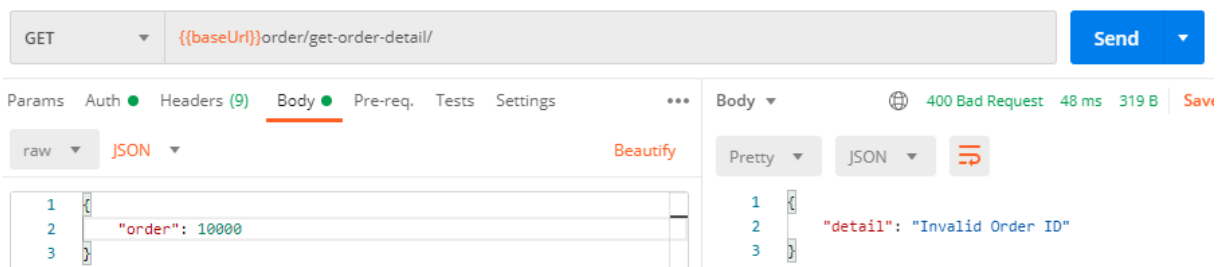 GET {{baseUrl}}order/get-order-detail/ Send
Params Auth Headers (9) Body Pre-req. Tests Settings ••• Body 400 Bad Request 48 ms 319 B Save
raw JSON Beautify Pretty JSON
1 {
2 "order": 10000
3 }
1 {
2 "detail": "Invalid Order ID"
3 }